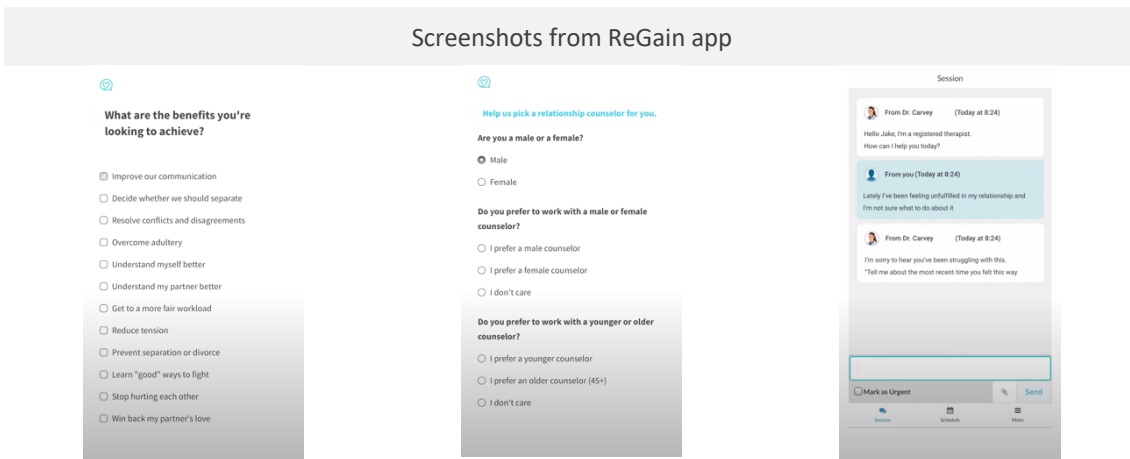 Screenshots from ReGain app
What are the benefits you're
looking to achieve?
Improve our communication
Decide whether we should separate
Resolve conflicts and disagreements
Overcome adultery
Understand myself better
Understand my partner better
Get to a more fair workload
Reduce tension
Prevent separation or divorce
Learn "good" ways to fight
Stop hurting each other
Win back my partner's love
Help us pick a relationship counselor for you.
Are you a male or a female?
Male
Female
Do you prefer to work with a male or female
counselor?
I prefer a male counselor
I prefer a female counselor
I don't care
Do you prefer to work with a younger or older
counselor?
I prefer a younger counselor
I prefer an older counselor (45+)
I don't care
Session
From Dr. Carvey (Today at 8:24)
Hello Jake, I'm a registered therapist.
How can I help you today?
From you (Today at 8:24)
Lately I've been feeling unfulfilled in my relationship and
I'm not sure what to do about it
From Dr. Carvey (Today at 8:24)
I'm sorry to hear you've been struggling with this.
"Tell me about the most recent time you felt this way
Mark as Urgent Send
Session Schedule More